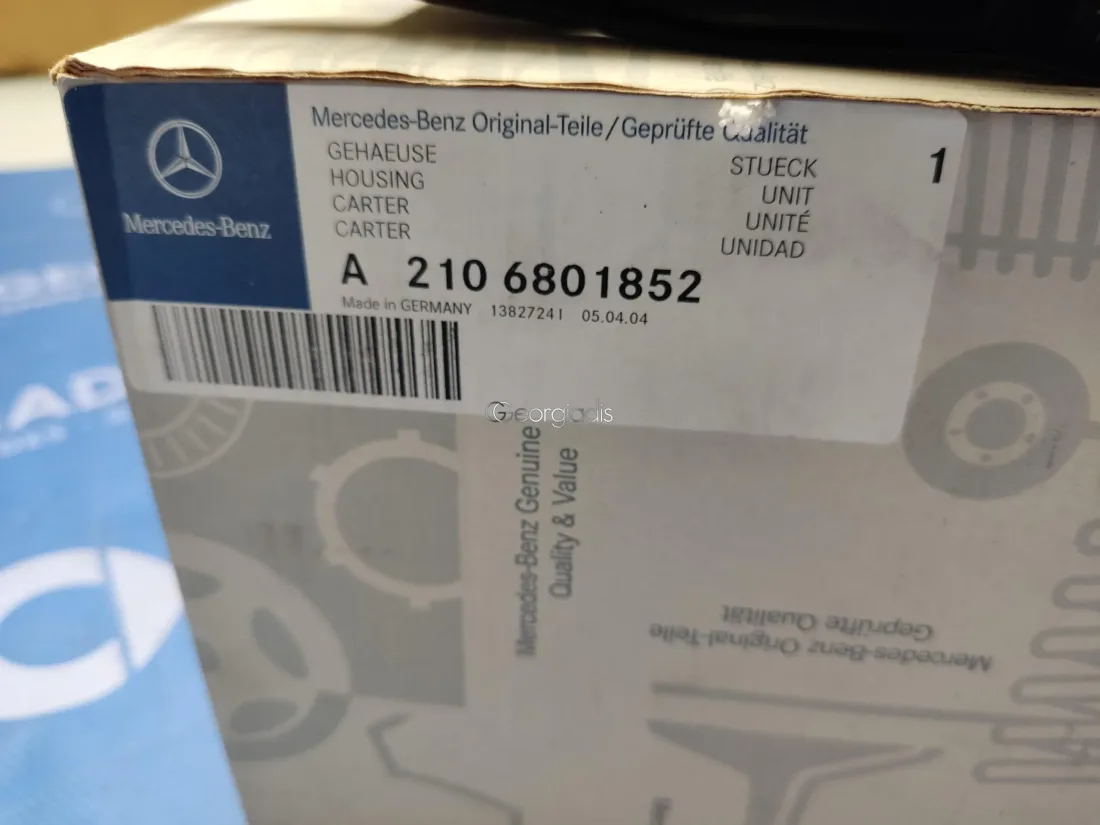 Mercedes-Benz Original-Teile/Geprüfte Qualität
GEHAEUSE
HOUSING
CARTER
CARTER
STUECK
UNIT
UNITÉ
UNIDAD
1
Mercedes-Benz
A 210 6801852
Made in GERMANY 13827241 05.04.04
Georgiadis
Mercedes-Benz Genuine
Quality & Value
Mercedes-Benz Original-Teile
Geprüfte Qualität